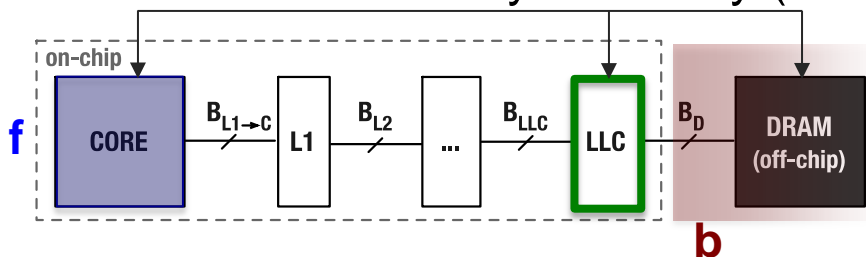 y y (
on-chip
f
CORE
B_L1→C
L1
B_L2
...
B_LLC
LLC
B_D
DRAM
(off-chip)
b